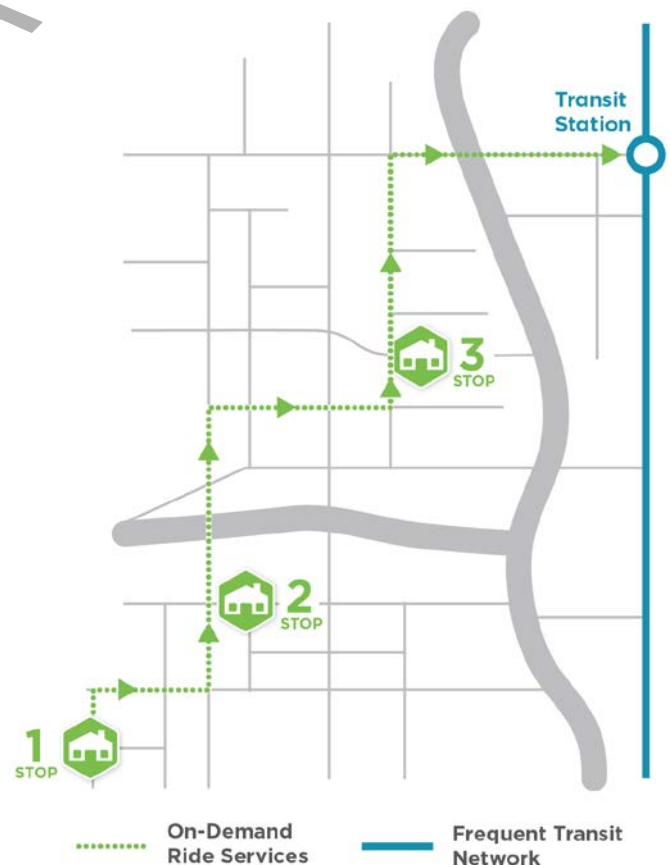 Transit
Station
3
STOP
2
STOP
1
STOP
On-Demand
Ride Services
Frequent Transit
Network